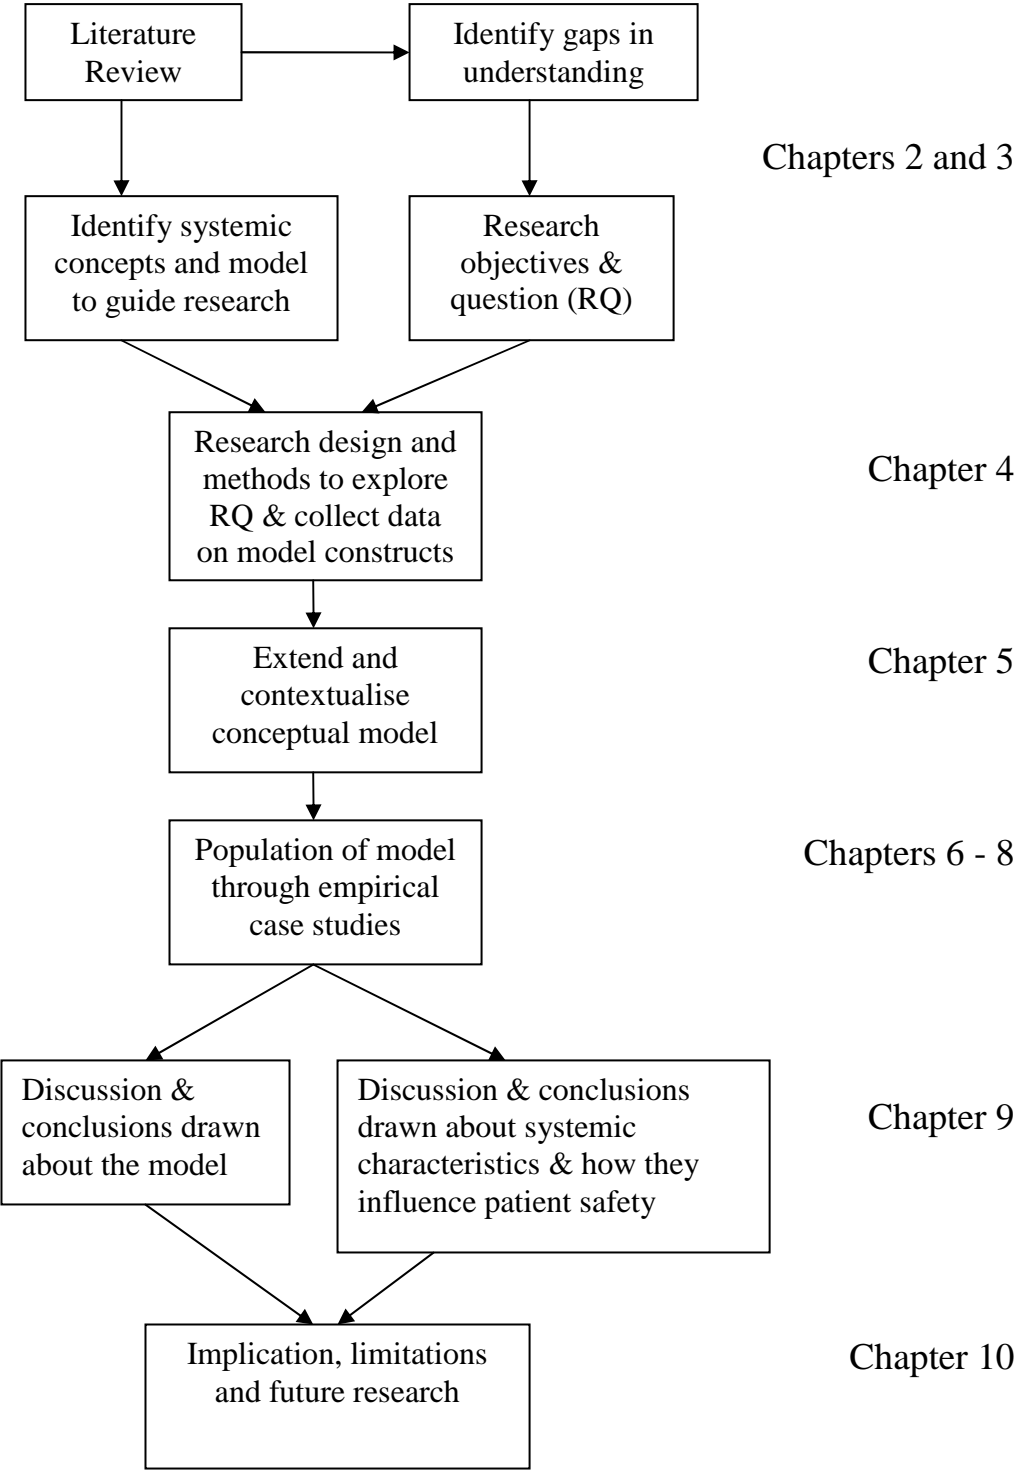 Literature
Review
Identify gaps in
understanding
Chapters 2 and 3
Identify systemic
concepts and model
to guide research
Research
objectives &
question (RQ)
Research design and
methods to explore
RQ & collect data
on model constructs
Chapter 4
Extend and
contextualise
conceptual model
Chapter 5
Population of model
through empirical
case studies
Chapters 6 - 8
Discussion &
conclusions drawn
about the model
Discussion & conclusions
drawn about systemic
characteristics & how they
influence patient safety
Chapter 9
Implication, limitations
and future research
Chapter 10